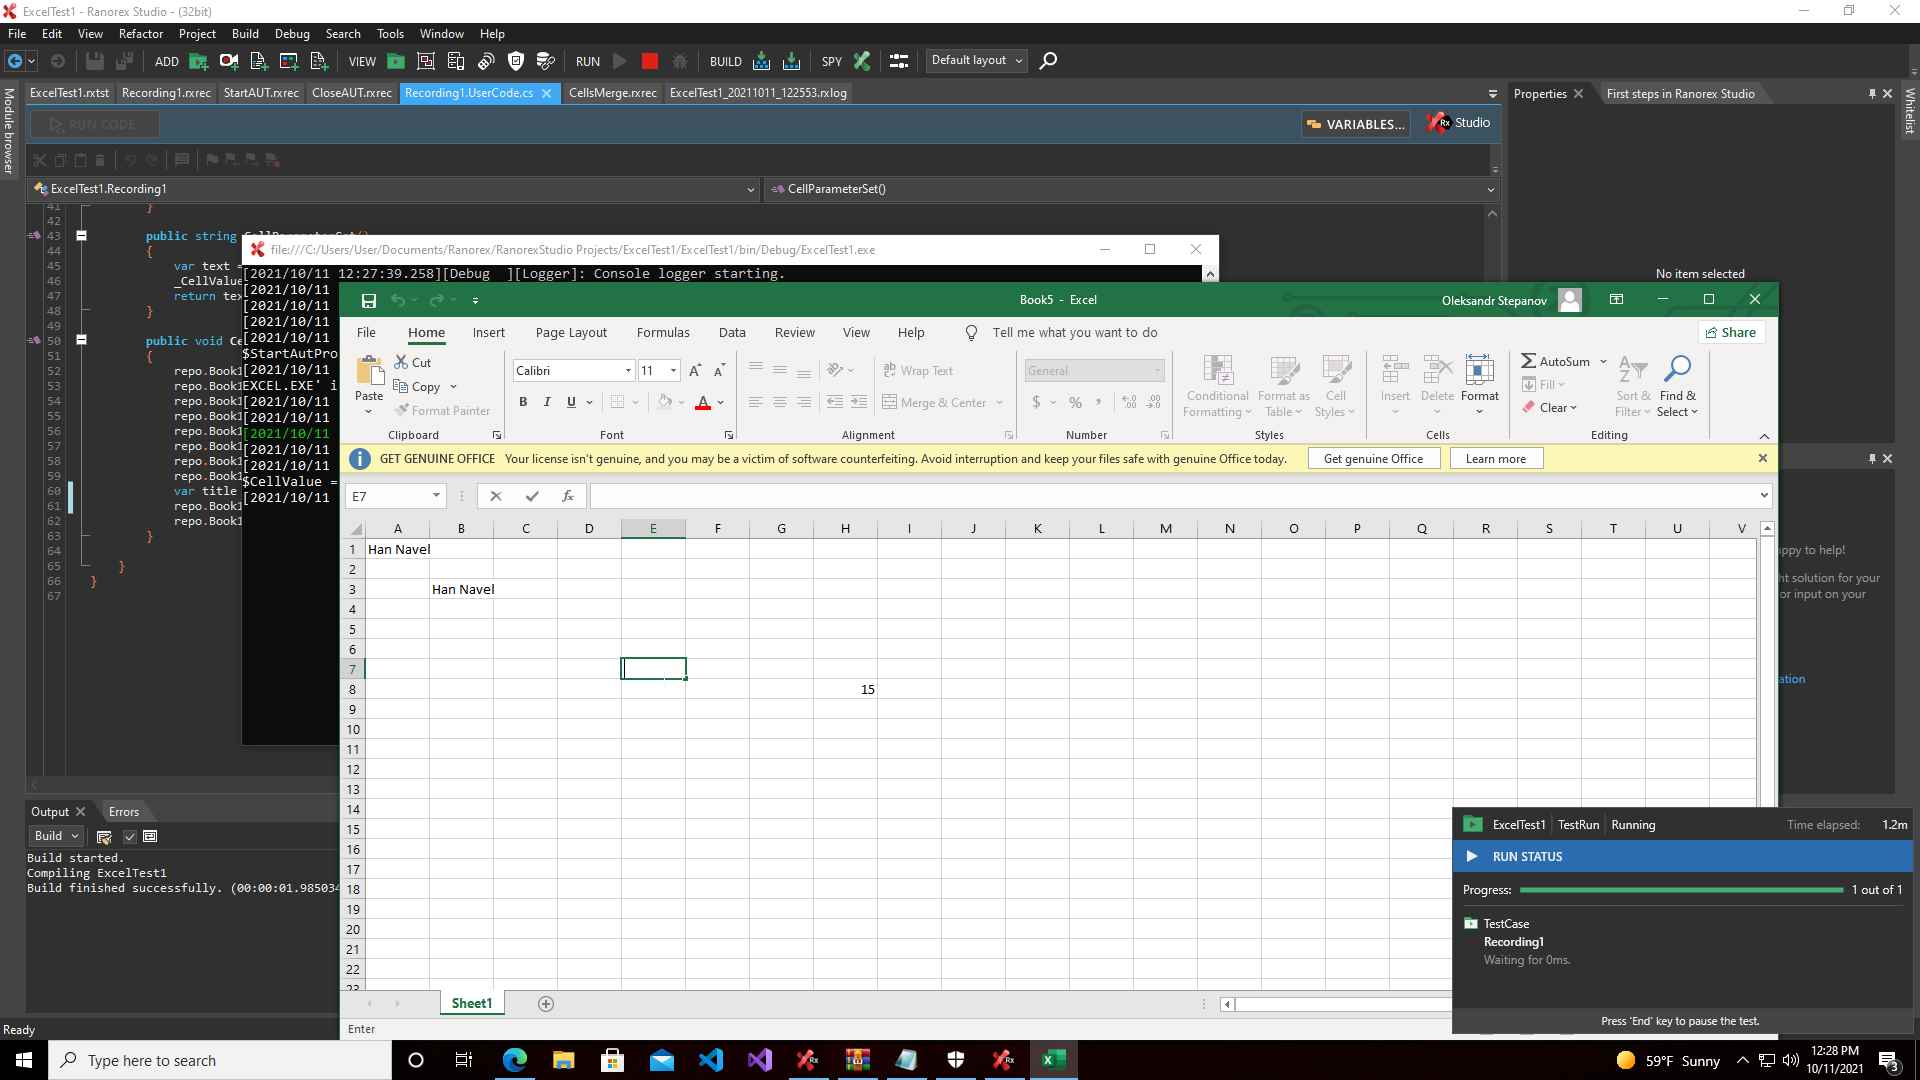 ExcelTest1 - Ranorex Studio - (32bit)
File Edit View Refactor Project Build Debug Search Tools Window Help
ADD VIEW RUN BUILD SPY Default layout
Module browser
ExcelTest1.rxtst Recording1.rxrec StartAUT.rxrec CloseAUT.rxrec Recording1.UserCode.cs CellsMerge.rxrec ExcelTest1_20211011_122553.rxlog
Properties First steps in Ranorex Studio
Whitelist
RUN CODE VARIABLES... Rx Studio
ExcelTest1.Recording1 CellParameterSet()
41 }
42
43 public string CellParameterSet()
44 {
45 var text =
46 _CellValue
47 return tex
48 }
49
50 public void Ce
51 {
52 repo.Book1
53 repo.Book1
54 repo.Book1
55 repo.Book1
56 repo.Book1
57 repo.Book1
58 repo.Book1
59 repo.Book1
60 var title
61 repo.Book1
62 repo.Book1
63 }
64
65 }
66 }
67
file:///C:/Users/User/Documents/Ranorex/RanorexStudio Projects/ExcelTest1/ExcelTest1/bin/Debug/ExcelTest1.exe
[2021/10/11 12:27:39.258][Debug ][Logger]: Console logger starting.
[2021/10/11
[2021/10/11
[2021/10/11
[2021/10/11
$StartAutPro
[2021/10/11
EXCEL.EXE' i
[2021/10/11
[2021/10/11
[2021/10/11
[2021/10/11
[2021/10/11
$CellValue =
[2021/10/11
No item selected
Book5 - Excel Oleksandr Stepanov
File Home Insert Page Layout Formulas Data Review View Help Tell me what you want to do Share
Paste Cut Copy Format Painter Clipboard
Calibri 11 B I U A Font
Wrap Text Merge & Center Alignment
General $ % , Number
Conditional Formatting Format as Table Cell Styles Styles
Insert Delete Format Cells
AutoSum Fill Clear Sort & Filter Find & Select Editing
GET GENUINE OFFICE Your license isn't genuine, and you may be a victim of software counterfeiting. Avoid interruption and keep your files safe with genuine Office today. Get genuine Office Learn more
E7 fx
A B C D E F G H I J K L M N O P Q R S T U V
1 Han Navel
2
3 Han Navel
4
5
6
7
8 15
9
10
11
12
13
14
15
16
17
18
19
20
21
22
23
Sheet1
Enter
ppy to help!
ht solution for your
or input on your
ation
Output Errors
Build
Build started.
Compiling ExcelTest1
Build finished successfully. (00:00:01.985034
Ready
ExcelTest1 TestRun Running Time elapsed: 1.2m
RUN STATUS
Progress: 1 out of 1
TestCase
Recording1
Waiting for 0ms.
Press 'End' key to pause the test.
Type here to search
59°F Sunny
12:28 PM
10/11/2021
3